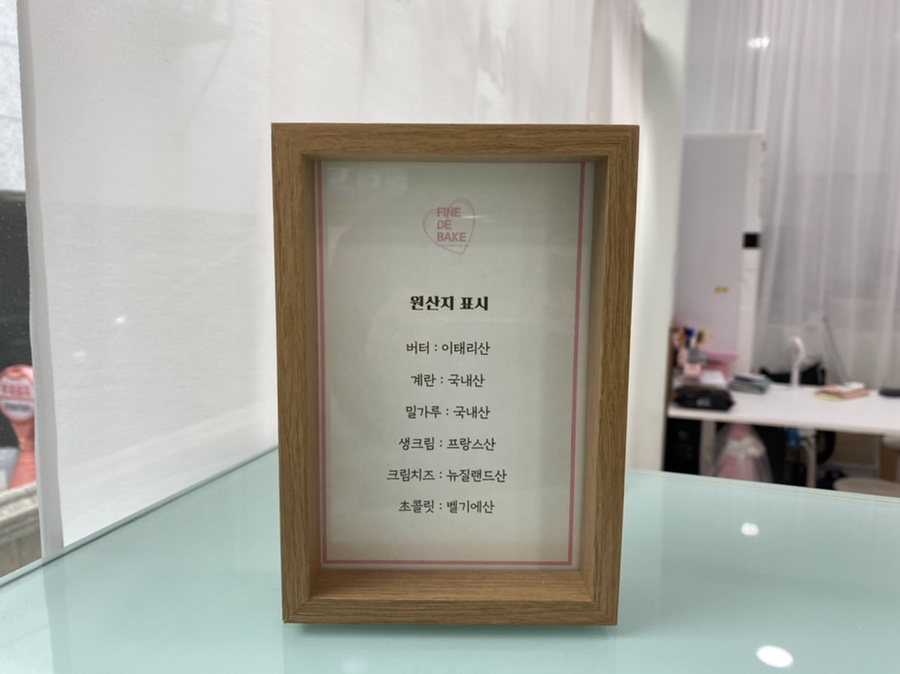 FINE
DE
BAKE
원산지 표시
버터 : 이태리산
계란 : 국내산
밀가루 : 국내산
생크림 : 프랑스산
크림치즈 : 뉴질랜드산
초콜릿 : 벨기에산